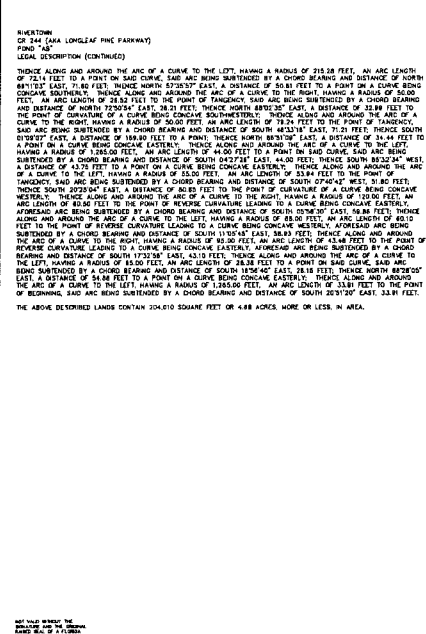 RIVERTOWN
CR 244 (AKA LONGLEAF PINE PARKWAY)
POND "AB"
LEGAL DESCRIPTION (CONTINUED)
THENCE ALONG AND AROUND THE ARC OF A CURVE TO THE LEFT, HAVING A RADIUS OF 215.28 FEET, AN ARC LENGTH
OF 72.14 FEET TO A POINT ON SAID CURVE, SAID ARC BEING SUBTENDED BY A CHORD BEARING AND DISTANCE OF NORTH
68°11'03" EAST, 71.80 FEET; THENCE NORTH 57°35'57" EAST, A DISTANCE OF 50.61 FEET TO A POINT ON A CURVE BEING
CONCAVE SOUTHERLY; THENCE ALONG AND AROUND THE ARC OF A CURVE TO THE RIGHT, HAVING A RADIUS OF 50.00
FEET, AN ARC LENGTH OF 26.52 FEET TO THE POINT OF TANGENCY, SAID ARC BEING SUBTENDED BY A CHORD BEARING
AND DISTANCE OF NORTH 72°50'54" EAST, 26.21 FEET; THENCE NORTH 88°02'35" EAST, A DISTANCE OF 32.99 FEET TO
THE POINT OF CURVATURE OF A CURVE BEING CONCAVE SOUTHWESTERLY; THENCE ALONG AND AROUND THE ARC OF A
CURVE TO THE RIGHT, HAVING A RADIUS OF 50.00 FEET, AN ARC LENGTH OF 79.24 FEET TO THE POINT OF TANGENCY,
SAID ARC BEING SUBTENDED BY A CHORD BEARING AND DISTANCE OF SOUTH 46°33'18" EAST, 71.21 FEET; THENCE SOUTH
01°09'07" EAST, A DISTANCE OF 159.90 FEET TO A POINT; THENCE NORTH 88°51'09" EAST, A DISTANCE OF 34.44 FEET TO
A POINT ON A CURVE BEING CONCAVE EASTERLY; THENCE ALONG AND AROUND THE ARC OF A CURVE TO THE LEFT,
HAVING A RADIUS OF 1,265.00 FEET, AN ARC LENGTH OF 44.00 FEET TO A POINT ON SAID CURVE, SAID ARC BEING
SUBTENDED BY A CHORD BEARING AND DISTANCE OF SOUTH 04°27'28" EAST, 44.00 FEET; THENCE SOUTH 85°32'34" WEST,
A DISTANCE OF 43.75 FEET TO A POINT ON A CURVE BEING CONCAVE EASTERLY; THENCE ALONG AND AROUND THE ARC
OF A CURVE TO THE LEFT, HAVING A RADIUS OF 55.00 FEET, AN ARC LENGTH OF 53.94 FEET TO THE POINT OF
TANGENCY, SAID ARC BEING SUBTENDED BY A CHORD BEARING AND DISTANCE OF SOUTH 07°40'42" WEST, 51.80 FEET;
THENCE SOUTH 20°25'04" EAST, A DISTANCE OF 80.65 FEET TO THE POINT OF CURVATURE OF A CURVE BEING CONCAVE
WESTERLY; THENCE ALONG AND AROUND THE ARC OF A CURVE TO THE RIGHT, HAVING A RADIUS OF 120.00 FEET, AN
ARC LENGTH OF 60.50 FEET TO THE POINT OF REVERSE CURVATURE LEADING TO A CURVE BEING CONCAVE EASTERLY,
AFORESAID ARC BEING SUBTENDED BY A CHORD BEARING AND DISTANCE OF SOUTH 05°58'30" EAST, 59.86 FEET; THENCE
ALONG AND AROUND THE ARC OF A CURVE TO THE LEFT, HAVING A RADIUS OF 88.00 FEET, AN ARC LENGTH OF 60.10
FEET TO THE POINT OF REVERSE CURVATURE LEADING TO A CURVE BEING CONCAVE WESTERLY, AFORESAID ARC BEING
SUBTENDED BY A CHORD BEARING AND DISTANCE OF SOUTH 11°05'45" EAST, 58.93 FEET; THENCE ALONG AND AROUND
THE ARC OF A CURVE TO THE RIGHT, HAVING A RADIUS OF 95.00 FEET, AN ARC LENGTH OF 43.48 FEET TO THE POINT OF
REVERSE CURVATURE LEADING TO A CURVE BEING CONCAVE EASTERLY, AFORESAID ARC BEING SUBTENDED BY A CHORD
BEARING AND DISTANCE OF SOUTH 17°32'58" EAST, 43.10 FEET; THENCE ALONG AND AROUND THE ARC OF A CURVE TO
THE LEFT, HAVING A RADIUS OF 85.00 FEET, AN ARC LENGTH OF 28.38 FEET TO A POINT ON SAID CURVE, SAID ARC
BEING SUBTENDED BY A CHORD BEARING AND DISTANCE OF SOUTH 18°56'40" EAST, 28.15 FEET; THENCE NORTH 88°28'05"
EAST, A DISTANCE OF 54.88 FEET TO A POINT ON A CURVE BEING CONCAVE EASTERLY; THENCE ALONG AND AROUND
THE ARC OF A CURVE TO THE LEFT, HAVING A RADIUS OF 1,265.00 FEET, AN ARC LENGTH OF 33.81 FEET TO THE POINT
OF BEGINNING, SAID ARC BEING SUBTENDED BY A CHORD BEARING AND DISTANCE OF SOUTH 20°51'20" EAST, 33.81 FEET.
THE ABOVE DESCRIBED LANDS CONTAIN 204,010 SQUARE FEET OR 4.68 ACRES, MORE OR LESS, IN AREA.
NOT VALID WITHOUT THE
SIGNATURE AND THE ORIGINAL
RAISED SEAL OF A FLORIDA